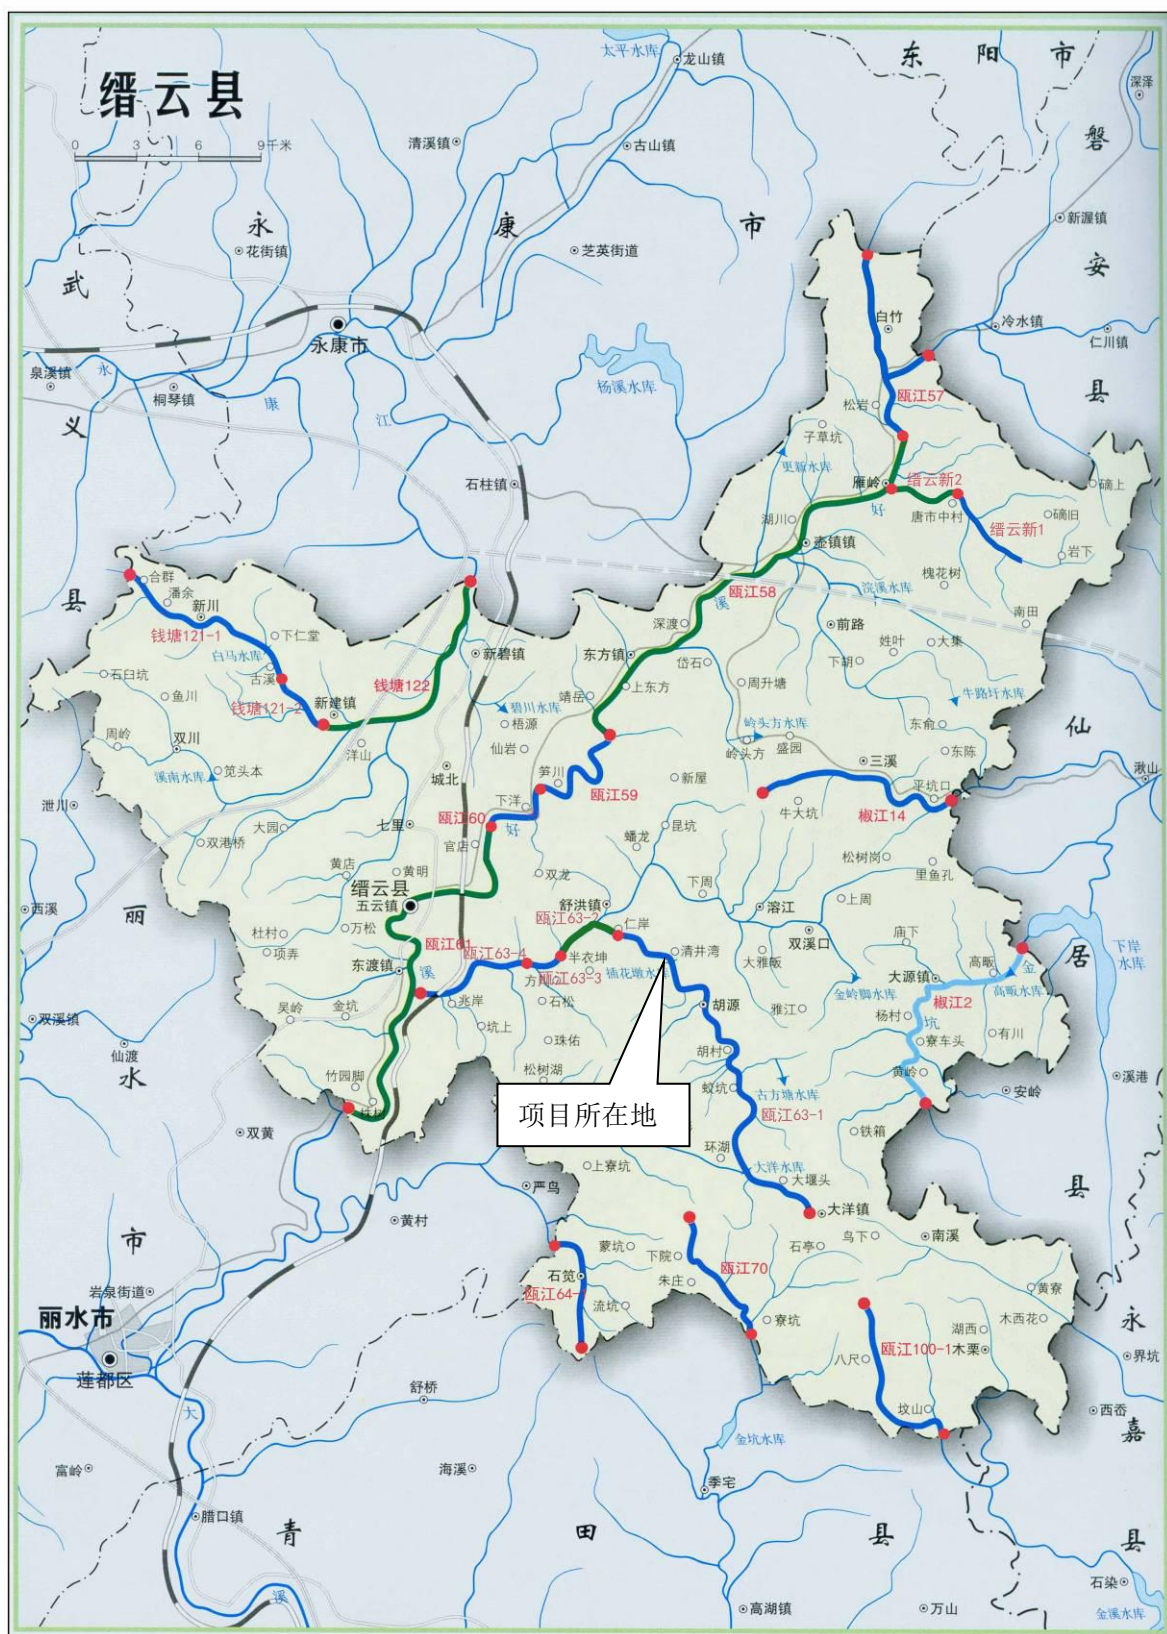 缙云县
0 3 6 9千米
太平水库
龙山镇
东阳市
深泽
清溪镇
古山镇
磐安县
新渥镇
永康市
花街镇
芝英街道
武义县
白竹
冷水镇
仁川镇
永康市
泉溪镇
桐琴镇
永康江
杨溪水库
瓯江57
松岩
子草坑
更新水库
雁岭
缙云新2
唐市中村
碻上
碻旧
缙云新1
岩下
石柱镇
湖川
好
壶镇镇
浣溪水库
槐花树
南田
合群
潘余
新川
钱塘121-1
下仁堂
白马水库
古溪
石臼坑
鱼川
钱塘121-2
新建镇
钱塘122
新碧镇
碧川水库
梧源
仙岩
瓯江58
溪
深渡
东方镇
岱石
上东方
靖岳
前路
姓叶
大集
下胡
周升塘
牛路圩水库
岭头方水库
岭头方
盛园
东俞
东陈
仙居县
湫山
周岭
双川
洋山
溪南水库
笕头本
城北
笋川
瓯江59
新屋
三溪
平坑口
牛大坑
椒江14
泄川
下洋
瓯江60
好
七里
官店
大园
双港桥
黄店
黄明
昆坑
蟠龙
松树岗
里鱼孔
双龙
下周
上周
缙云县
五云镇
西溪
丽水市
杜村
万松
项弄
瓯江61
瓯江63-4
瓯江63-2
舒洪镇
仁岸
溶江
双溪口
庙下
下岸水库
东渡镇
溪
半衣坤
瓯江63-3
方川
插花墩水库
清井湾
大雅畈
大源镇
高畈
金
高畈水库
金岭脚水库
椒江2
吴岭
金坑
兆岸
石松
坑上
珠佑
胡源
雅江
杨村
坑
寮车头
有川
双溪镇
仙渡
松树湖
胡村
黄岭
竹园脚
项目所在地
蛟坑
古方塘水库
瓯江63-1
安岭
溪港
双黄
铁箱
环湖
上寮坑
大洋水库
大堰头
大洋镇
严鸟
黄村
蒙坑
下院
石亭
鸟下
南溪
石笕
瓯江64-1
朱庄
瓯江70
流坑
寮坑
黄寮
木西花
湖西
木栗
瓯江100-1
八尺
坟山
岩泉街道
丽水市
莲都区
永嘉县
界坑
西岙
舒桥
大
金坑水库
季宅
富岭
海溪
腊口镇
青田县
溪
高湖镇
万山
石染
金溪水库